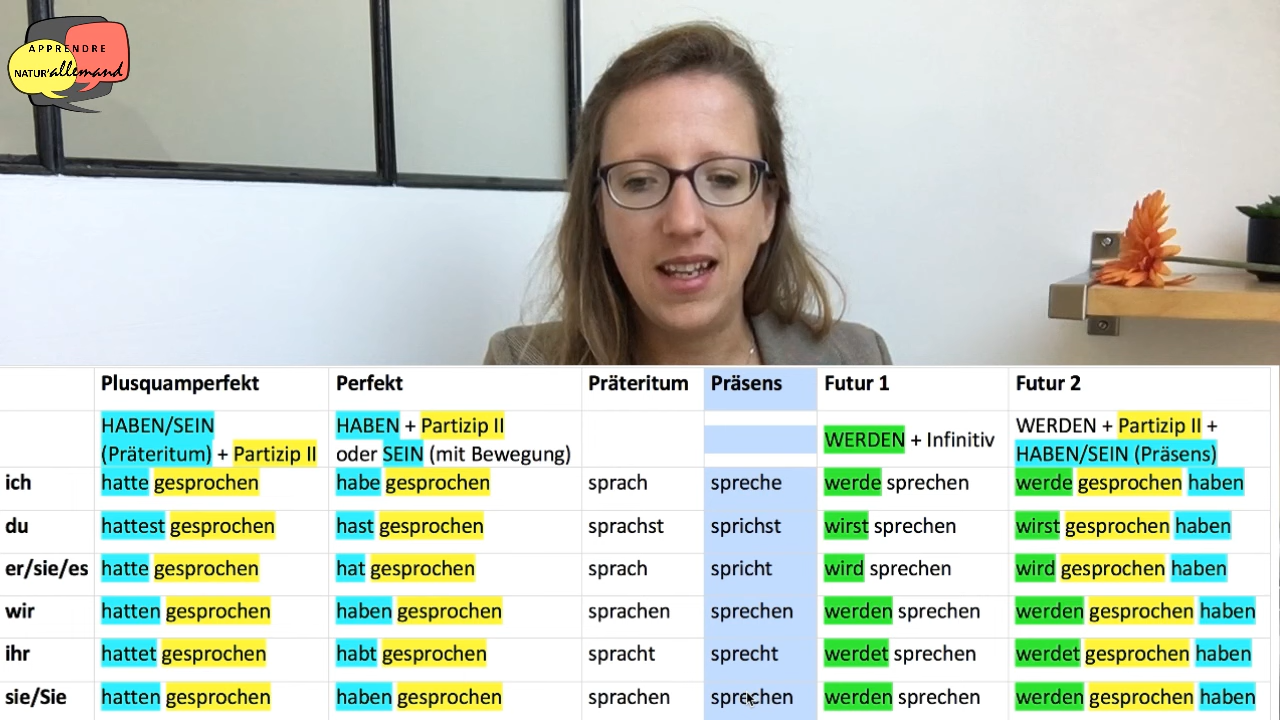 APPRENDRE
NATUR'allemand
Plusquamperfekt Perfekt Präteritum Präsens Futur 1 Futur 2
HABEN/SEIN (Präteritum) + Partizip II HABEN + Partizip II oder SEIN (mit Bewegung) WERDEN + Infinitiv WERDEN + Partizip II + HABEN/SEIN (Präsens)
ich hatte gesprochen habe gesprochen sprach spreche werde sprechen werde gesprochen haben
du hattest gesprochen hast gesprochen sprachst sprichst wirst sprechen wirst gesprochen haben
er/sie/es hatte gesprochen hat gesprochen sprach spricht wird sprechen wird gesprochen haben
wir hatten gesprochen haben gesprochen sprachen sprechen werden sprechen werden gesprochen haben
ihr hattet gesprochen habt gesprochen spracht sprecht werdet sprechen werdet gesprochen haben
sie/Sie hatten gesprochen haben gesprochen sprachen sprechen werden sprechen werden gesprochen haben